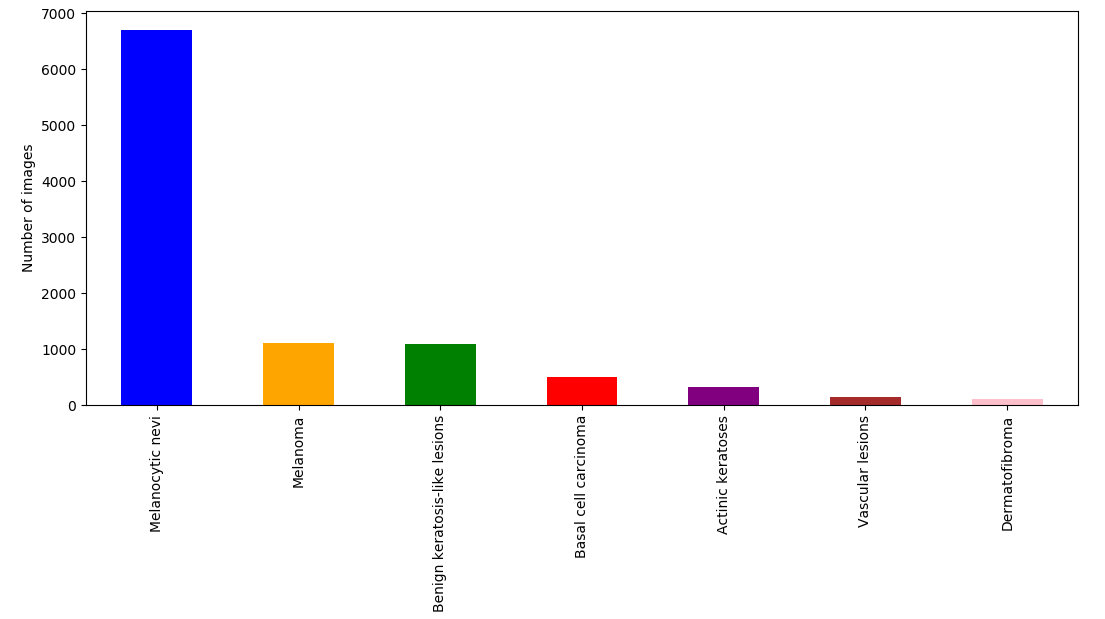 Number of images
7000
6000
5000
4000
3000
2000
1000
0
Melanocytic nevi
Melanoma
Benign keratosis-like lesions
Basal cell carcinoma
Actinic keratoses
Vascular lesions
Dermatofibroma